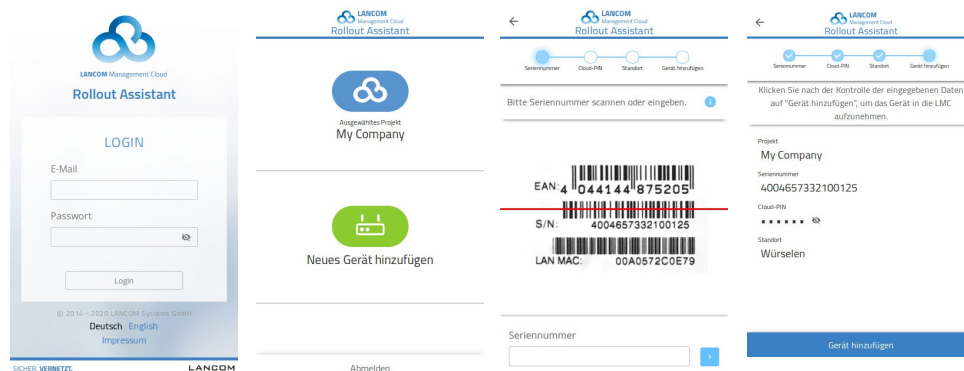 LANCOM Management Cloud
Rollout Assistant
LOGIN
E-Mail
Passwort
Login
© 2014 - 2020 LANCOM Systems GmbH
Deutsch English
Impressum
SICHER. VERNETZT.
LANCOM
LANCOM
Management Cloud
Rollout Assistant
Ausgewähltes Projekt
My Company
Neues Gerät hinzufügen
Abmelden
LANCOM
Management Cloud
Rollout Assistant
Seriennummer Cloud-PIN Standort Gerät hinzufügen
Bitte Seriennummer scannen oder eingeben.
EAN: 4 044144 875205
S/N: 4004657332100125
LAN MAC: 00A0572C0E79
Seriennummer
LANCOM
Management Cloud
Rollout Assistant
Seriennummer Cloud-PIN Standort Gerät hinzufügen
Klicken Sie nach der Kontrolle der eingegebenen Daten
auf "Gerät hinzufügen", um das Gerät in die LMC
aufzunehmen.
Projekt
My Company
Seriennummer
4004657332100125
Cloud-PIN
Standort
Würselen
Gerät hinzufügen